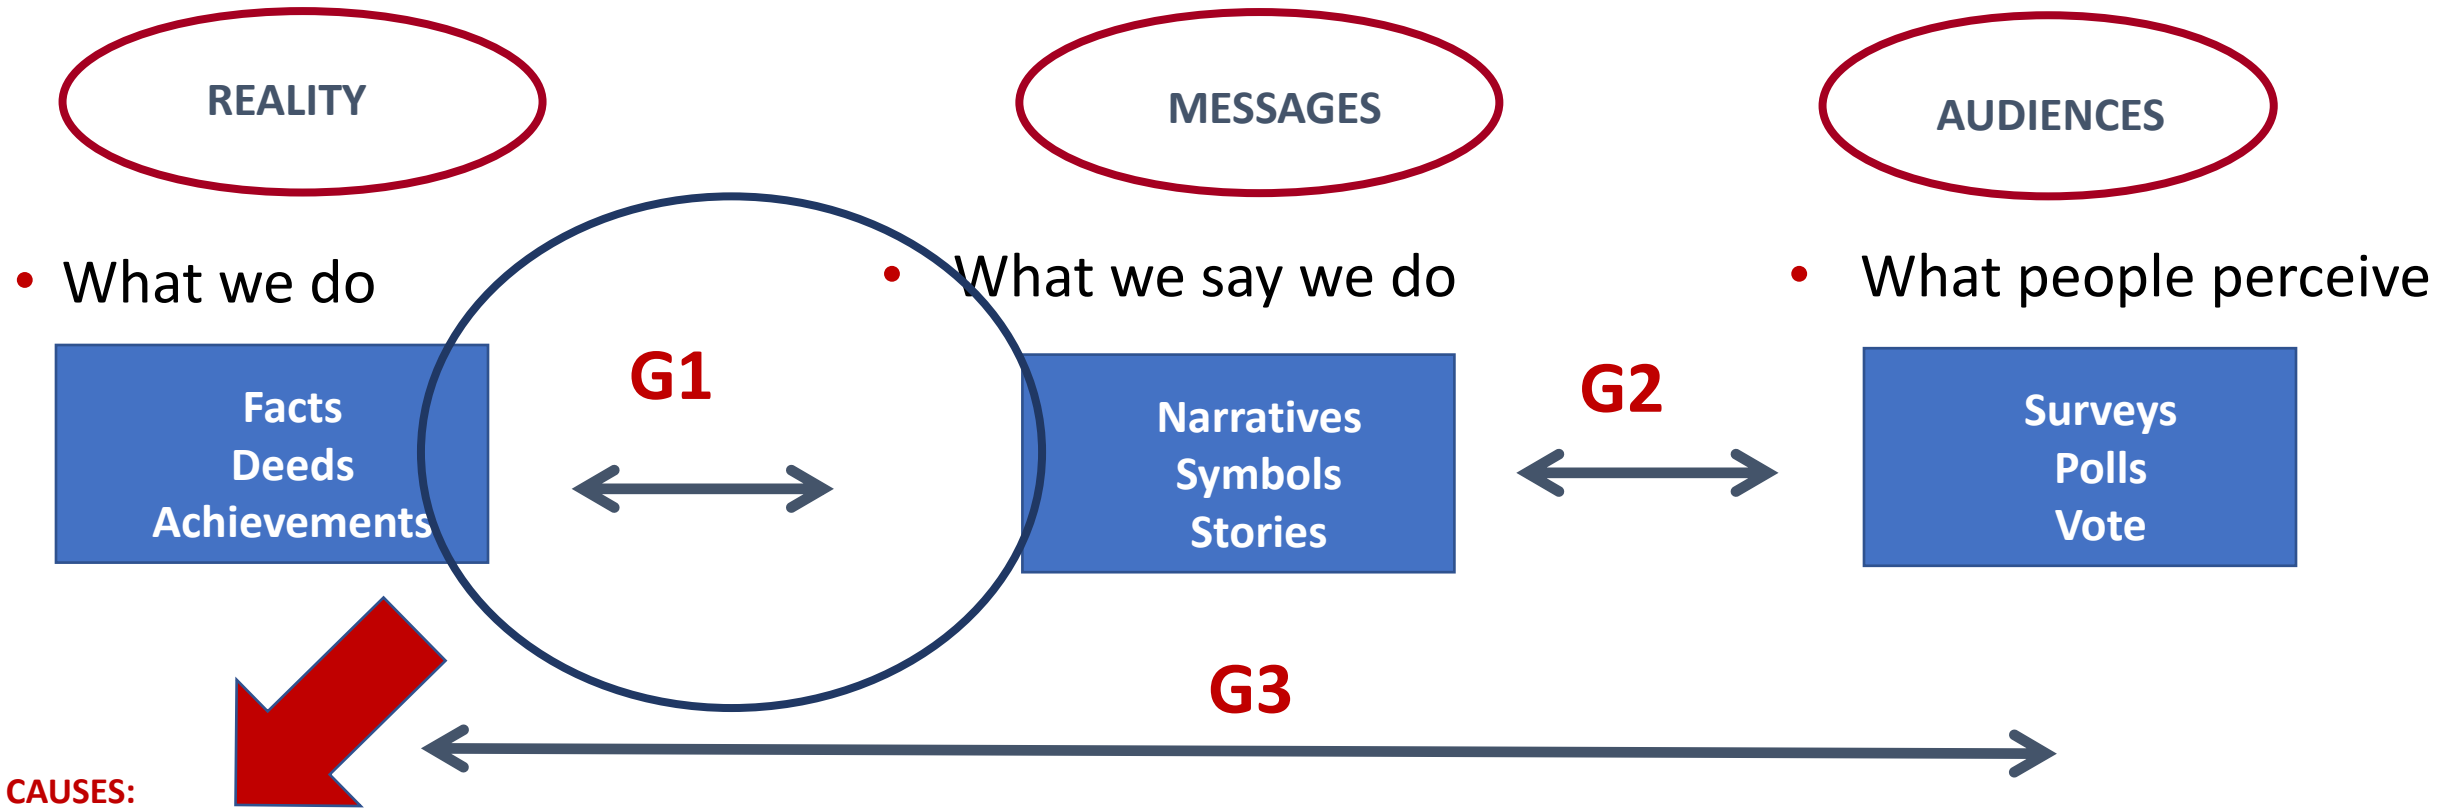 REALITY
MESSAGES
AUDIENCES
• What we do
• What we say we do
• What people perceive
Facts
Deeds
Achievements
G1
Narratives
Symbols
Stories
G2
Surveys
Polls
Vote
G3
CAUSES: